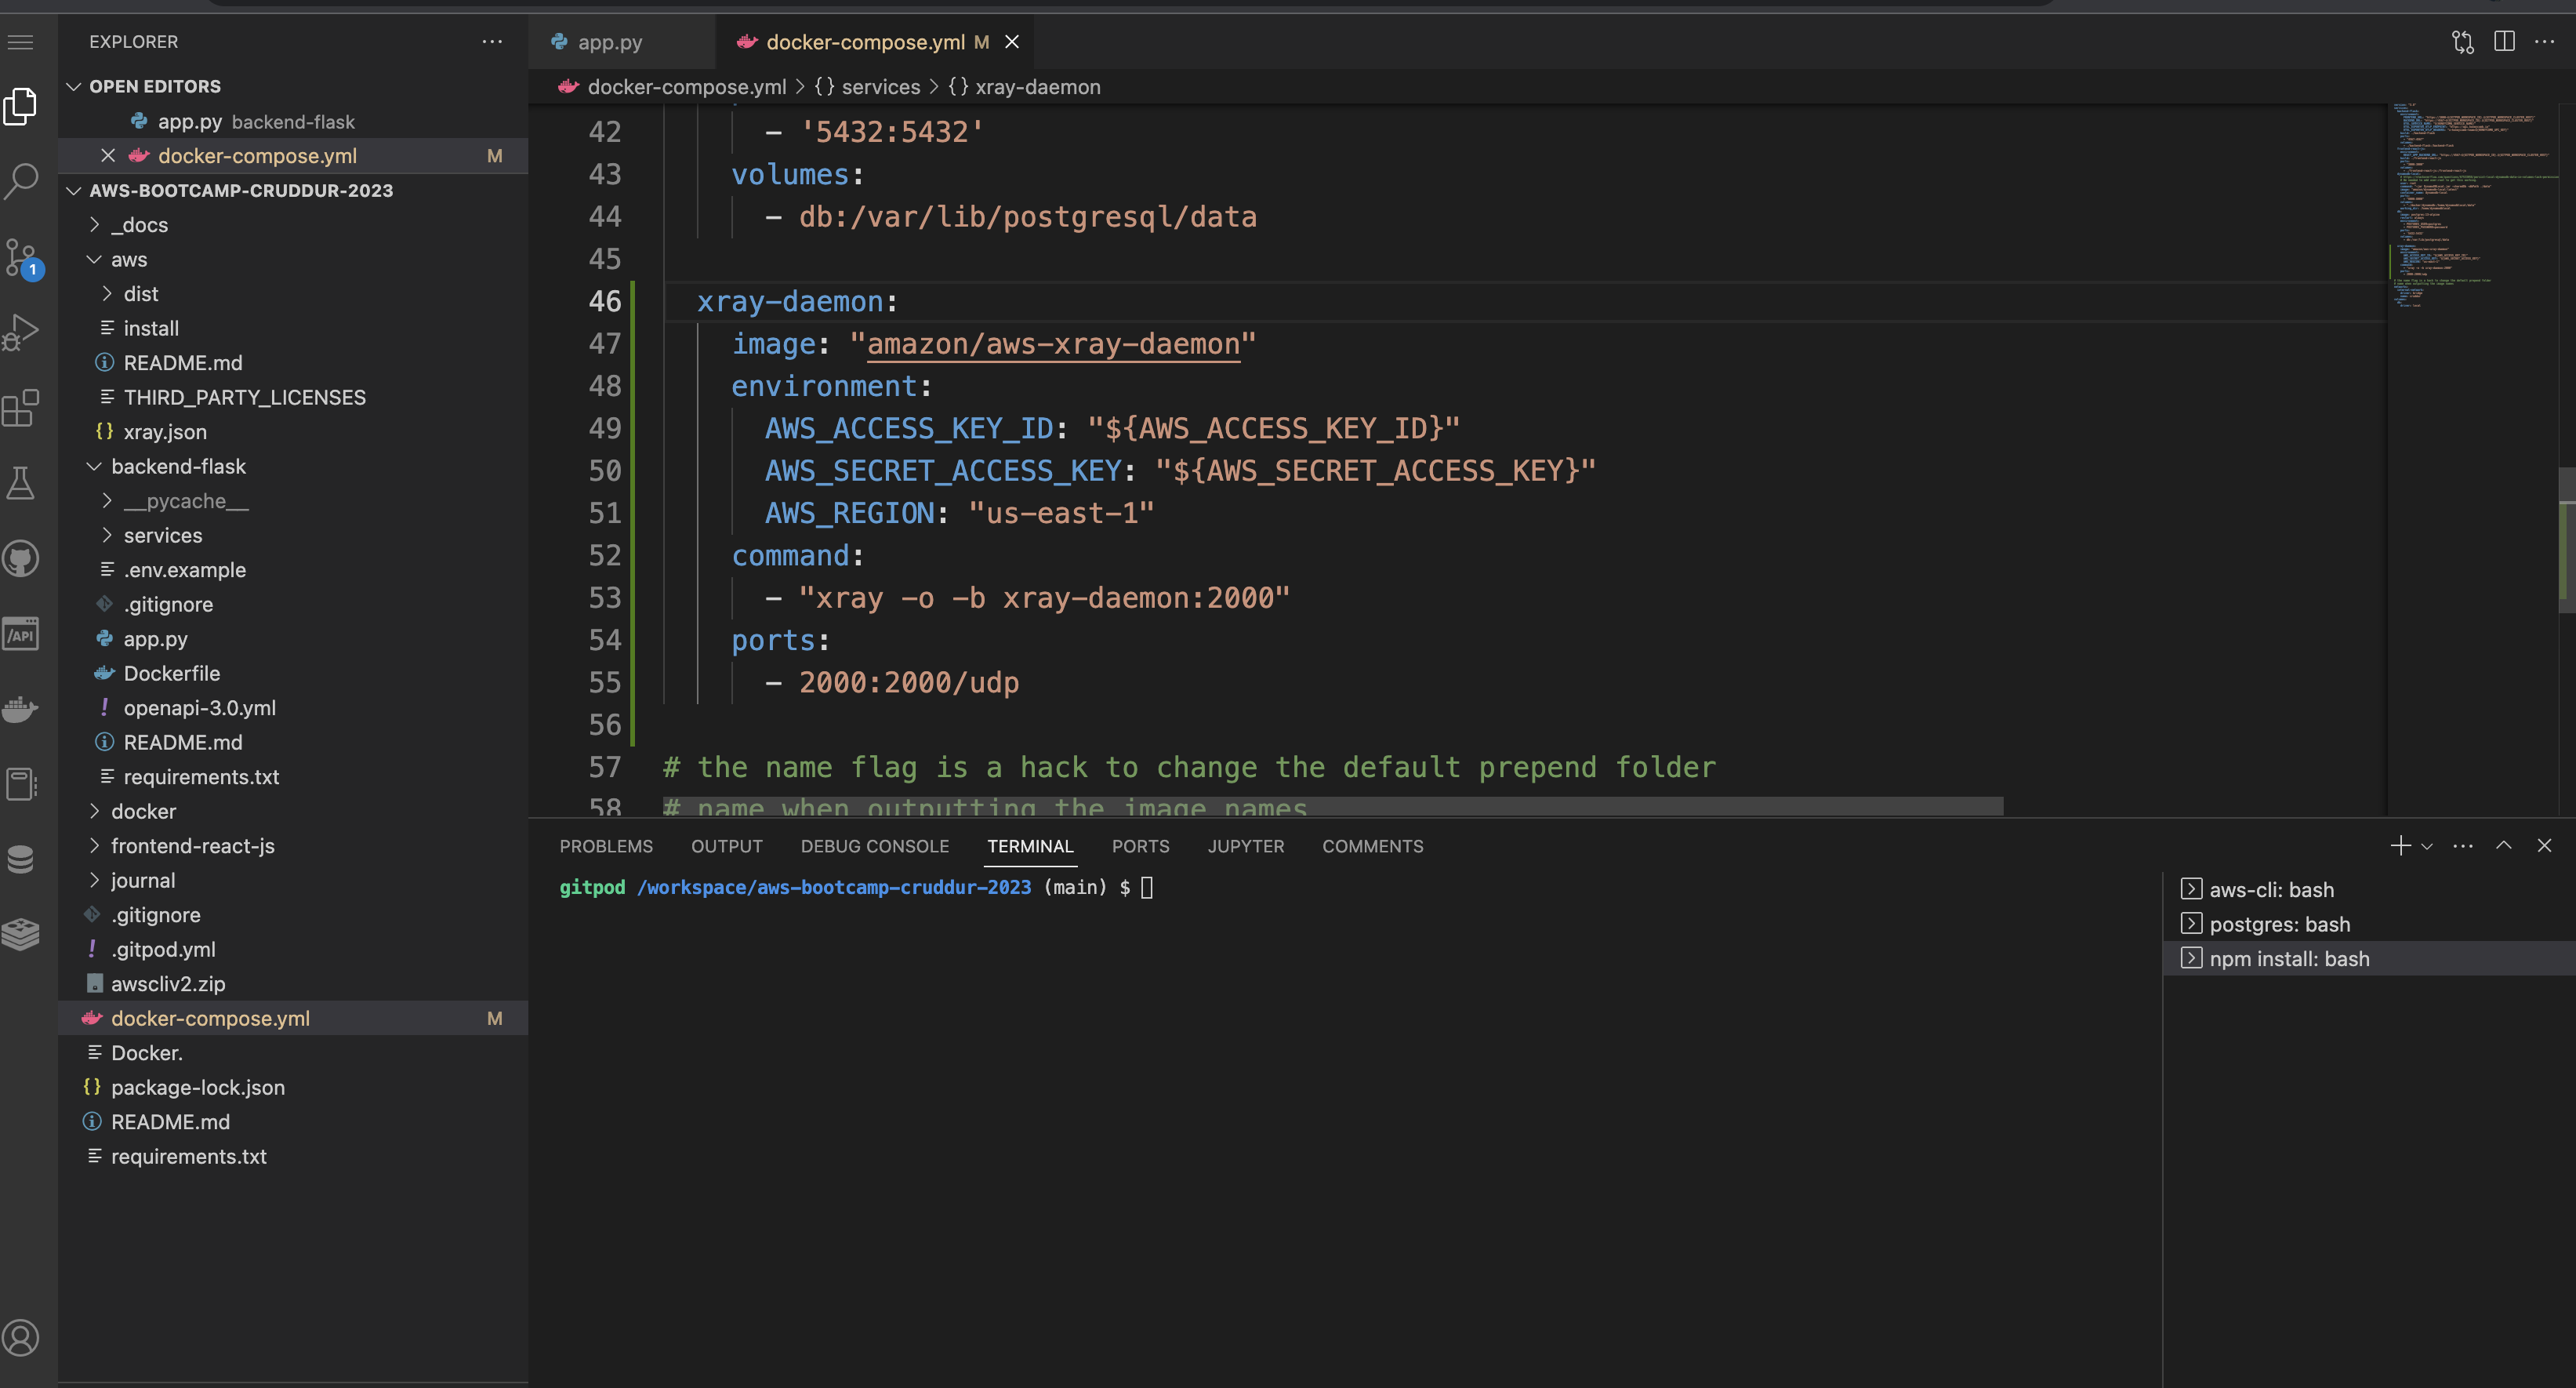 EXPLORER
OPEN EDITORS
app.py backend-flask
docker-compose.yml M
AWS-BOOTCAMP-CRUDDUR-2023
_docs
aws
dist
install
README.md
THIRD_PARTY_LICENSES
{} xray.json
backend-flask
__pycache__
services
.env.example
.gitignore
app.py
Dockerfile
! openapi-3.0.yml
README.md
requirements.txt
docker
frontend-react-js
journal
.gitignore
! .gitpod.yml
awscliv2.zip
docker-compose.yml M
Docker.
{} package-lock.json
README.md
requirements.txt
1
/API
app.py
docker-compose.yml M
docker-compose.yml > {} services > {} xray-daemon
42 - '5432:5432'
43 volumes:
44 - db:/var/lib/postgresql/data
45
46 xray-daemon:
47 image: "amazon/aws-xray-daemon"
48 environment:
49 AWS_ACCESS_KEY_ID: "${AWS_ACCESS_KEY_ID}"
50 AWS_SECRET_ACCESS_KEY: "${AWS_SECRET_ACCESS_KEY}"
51 AWS_REGION: "us-east-1"
52 command:
53 - "xray -o -b xray-daemon:2000"
54 ports:
55 - 2000:2000/udp
56
57 # the name flag is a hack to change the default prepend folder
58 # name when outputting the image names
PROBLEMS OUTPUT DEBUG CONSOLE TERMINAL PORTS JUPYTER COMMENTS
gitpod /workspace/aws-bootcamp-cruddur-2023 (main) $
aws-cli: bash
postgres: bash
npm install: bash